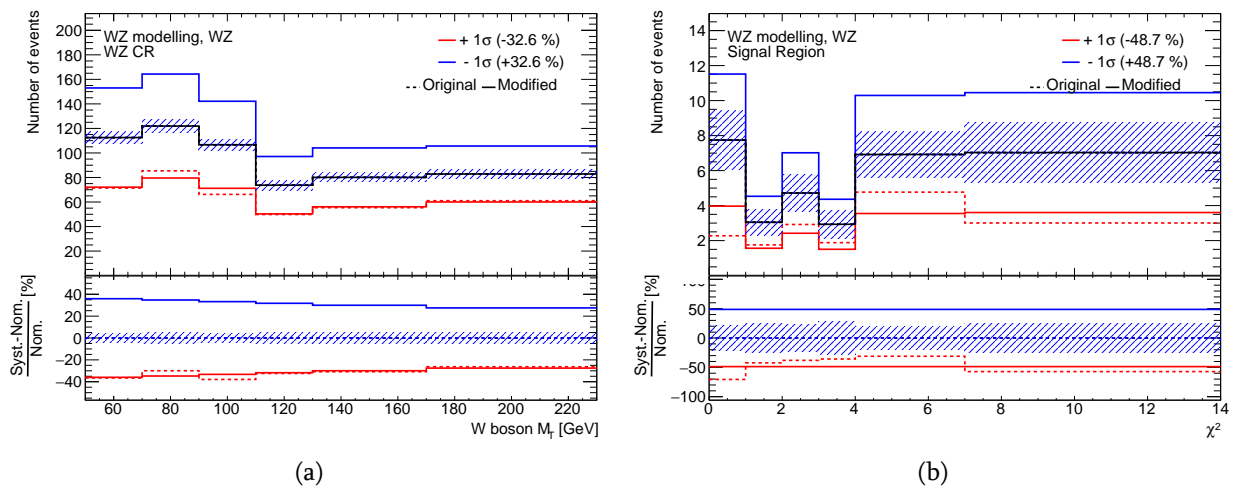 Number of events
200
180
160
140
120
100
80
60
40
20
0
WZ modelling, WZ
WZ CR
+ 1σ (-32.6 %)
- 1σ (+32.6 %)
Original Modified
Syst.-Nom.
Nom.
[%]
40
20
0
−20
−40
60 80 100 120 140 160 180 200 220
W boson M_T [GeV]
(a)
Number of events
14
12
10
8
6
4
2
WZ modelling, WZ
Signal Region
+ 1σ (-48.7 %)
- 1σ (+48.7 %)
Original Modified
Syst.-Nom.
Nom.
[%]
50
0
−50
−100
0 2 4 6 8 10 12 14
χ²
(b)